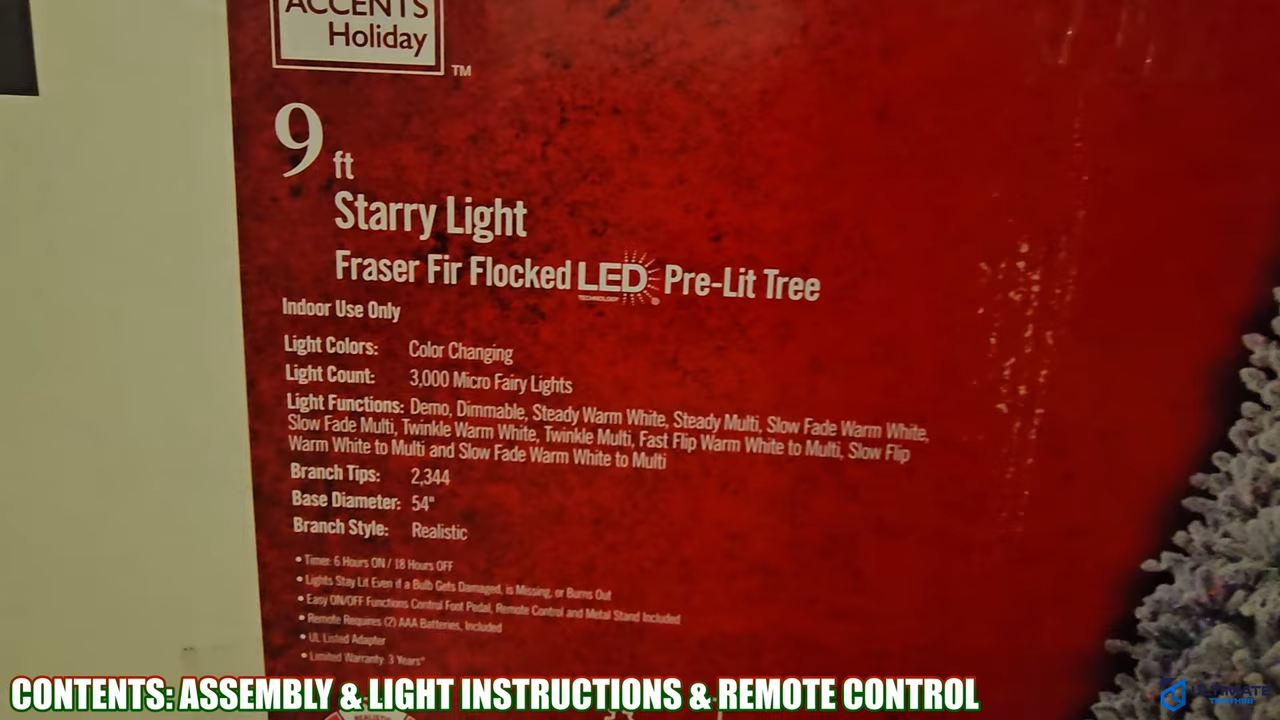 ACCENTS
Holiday
TM
9 ft
Starry Light
Fraser Fir Flocked LED Pre-Lit Tree
TECHNOLOGY
Indoor Use Only
Light Colors: Color Changing
Light Count: 3,000 Micro Fairy Lights
Light Functions: Demo, Dimmable, Steady Warm White, Steady Multi, Slow Fade Warm White,
Slow Fade Multi, Twinkle Warm White, Twinkle Multi, Fast Flip Warm White to Multi, Slow Flip
Warm White to Multi and Slow Fade Warm White to Multi
Branch Tips: 2,344
Base Diameter: 54"
Branch Style: Realistic
• Timer: 6 Hours ON / 18 Hours OFF
• Lights Stay Lit Even if a Bulb Gets Damaged, is Missing, or Burns Out
• Easy ON/OFF Functions Control Foot Pedal, Remote Control and Metal Stand Included
• Remote Requires (2) AAA Batteries, Included
• UL Listed Adapter
• Limited Warranty: 3 Years*
CONTENTS: ASSEMBLY & LIGHT INSTRUCTIONS & REMOTE CONTROL
ULTIMATE